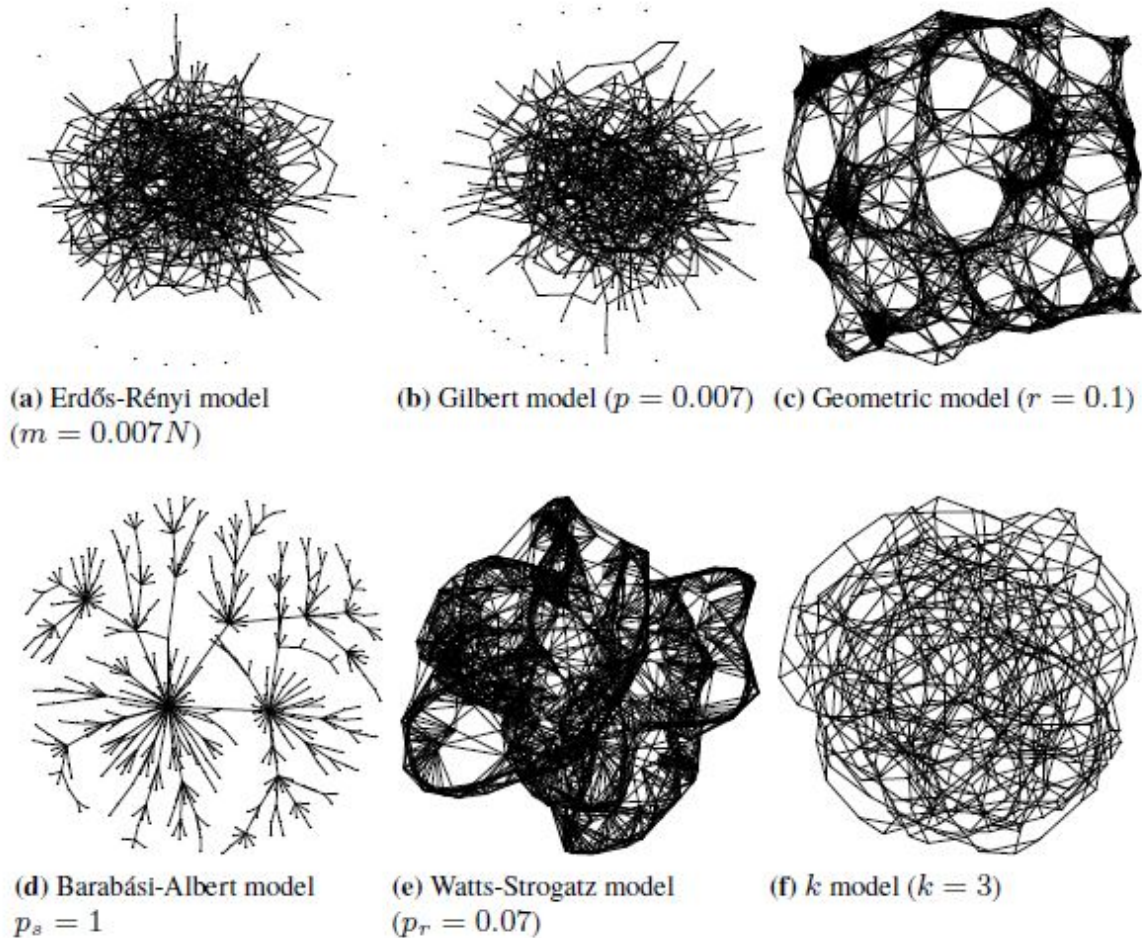 (a) Erdős-Rényi model
(m = 0.007N)
(b) Gilbert model (p = 0.007)
(c) Geometric model (r = 0.1)
(d) Barabási-Albert model
p_s = 1
(e) Watts-Strogatz model
(p_r = 0.07)
(f) k model (k = 3)